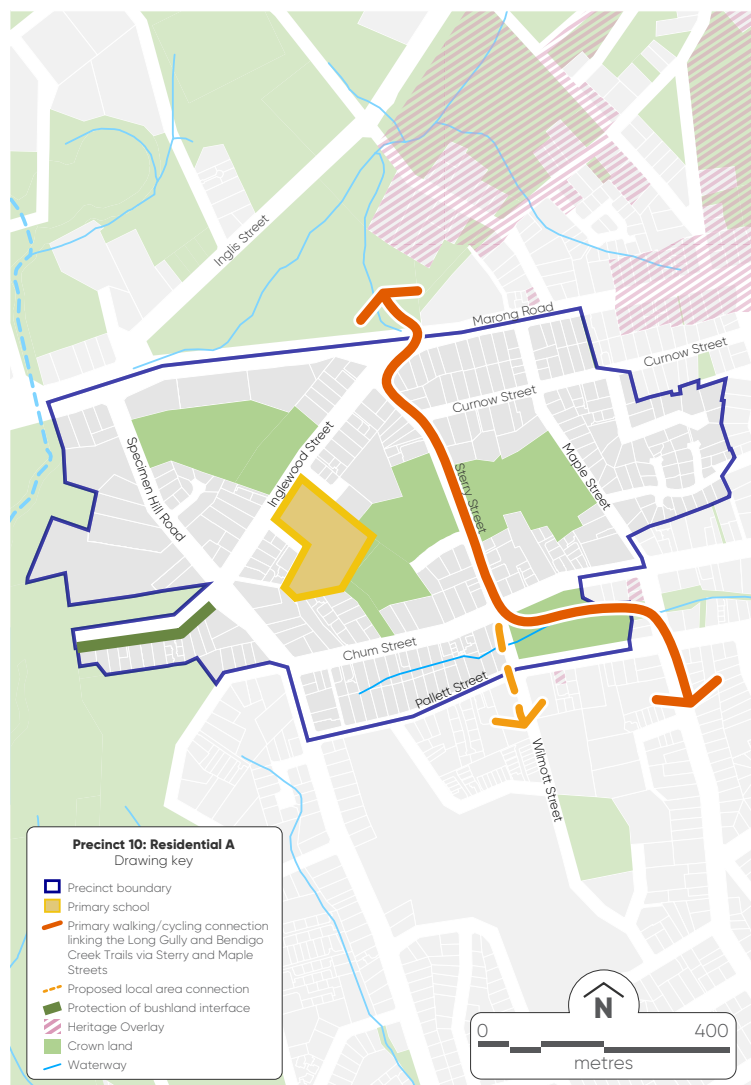 Inglis Street
Marong Road
Curnow Street
Curnow Street
Inglewood Street
Specimen Hill Road
Sterry Street
Maple Street
Chum Street
Pallett Street
Wilmott Street
Precinct 10: Residential A
Drawing key
Precinct boundary
Primary school
Primary walking/cycling connection
linking the Long Gully and Bendigo
Creek Trails via Sterry and Maple
Streets
Proposed local area connection
Protection of bushland interface
Heritage Overlay
Crown land
Waterway
N
0 400
metres